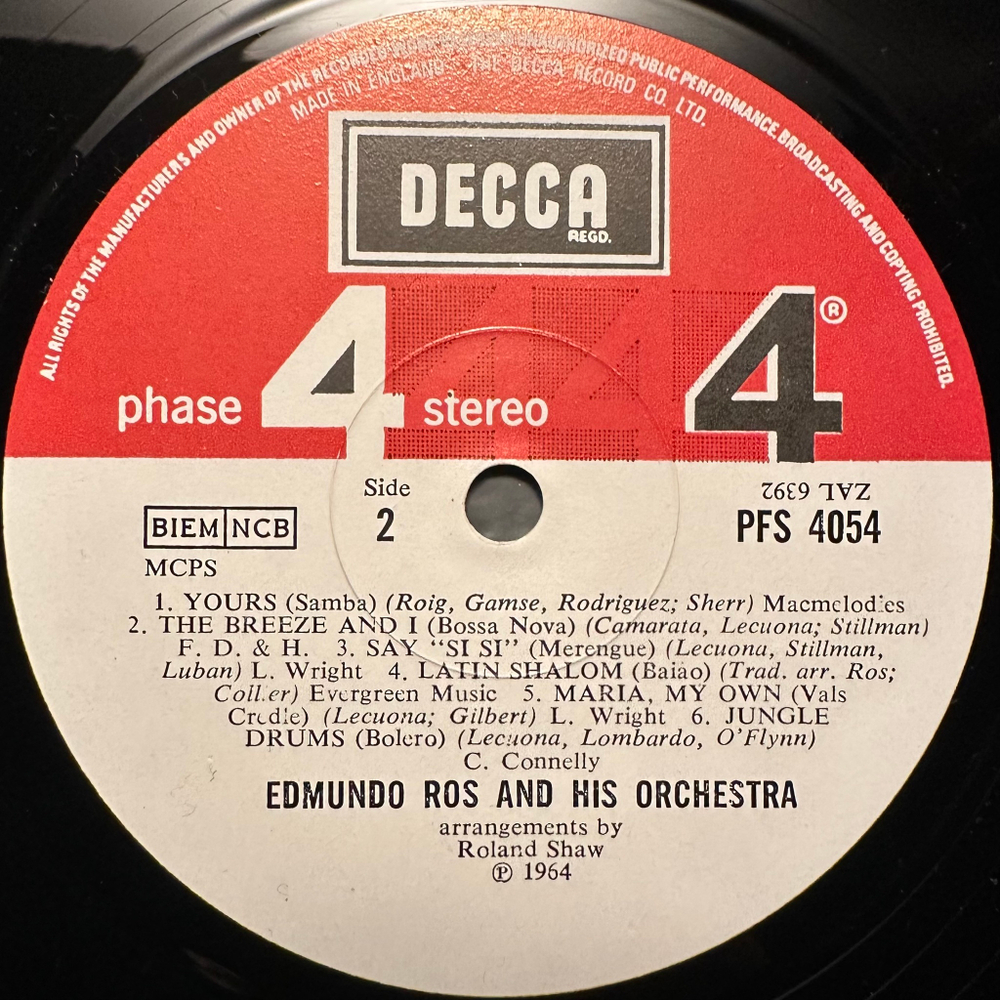 ALL RIGHTS OF THE MANUFACTURERS AND OWNER OF THE RECORDED WORK RESERVED UNAUTHORIZED PUBLIC PERFORMANCE, BROADCASTING AND COPYING PROHIBITED.
MADE IN ENGLAND · THE DECCA RECORD CO. LTD.
DECCA
REGD.
phase 4 stereo 4 ®
Side
2
BIEM NCB
MCPS
ZAL 6392
PFS 4054
1. YOURS (Samba) (Roig, Gamse, Rodriguez; Sherr) Macmelodies
2. THE BREEZE AND I (Bossa Nova) (Camarata, Lecuona; Stillman)
F. D. & H. 3. SAY “SI SI” (Merengue) (Lecuona, Stillman,
Luban) L. Wright 4. LATIN SHALOM (Baiao) (Trad. arr. Ros;
Collier) Evergreen Music 5. MARIA, MY OWN (Vals
Credle) (Lecuona; Gilbert) L. Wright 6. JUNGLE
DRUMS (Bolero) (Lecuona, Lombardo, O’Flynn)
C. Connelly
EDMUNDO ROS AND HIS ORCHESTRA
arrangements by
Roland Shaw
℗ 1964